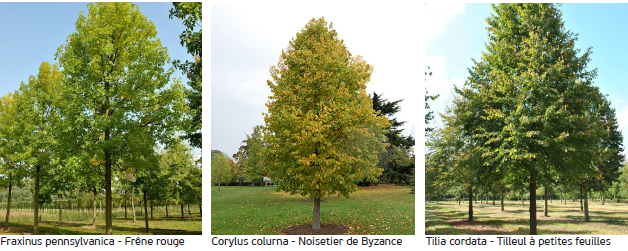 Fraxinus pennsylvanica - Frêne rouge
Corylus colurna - Noisetier de Byzance
Tilia cordata - Tilleul à petites feuilles